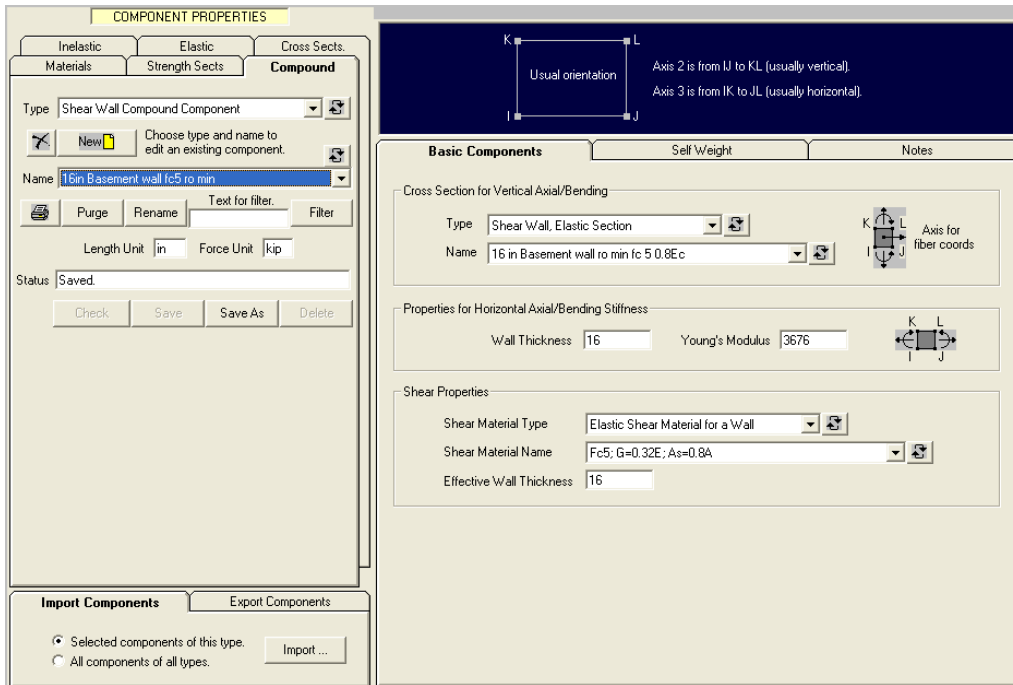 COMPONENT PROPERTIES
Inelastic Elastic Cross Sects.
Materials Strength Sects Compound
Type Shear Wall Compound Component
New Choose type and name to
edit an existing component.
Name 16in Basement wall fc5 ro min
Purge Rename Text for filter. Filter
Length Unit in Force Unit kip
Status Saved.
Check Save Save As Delete
Import Components Export Components
Selected components of this type.
All components of all types.
Import ...
K L
Usual orientation
I J
Axis 2 is from IJ to KL (usually vertical).
Axis 3 is from IK to JL (usually horizontal).
Basic Components Self Weight Notes
Cross Section for Vertical Axial/Bending
Type Shear Wall, Elastic Section
Name 16 in Basement wall ro min fc 5 0.8Ec
K L
I J
Axis for
fiber coords
Properties for Horizontal Axial/Bending Stiffness
Wall Thickness 16 Young's Modulus 3676
K L
I J
Shear Properties
Shear Material Type Elastic Shear Material for a Wall
Shear Material Name Fc5; G=0.32E; As=0.8A
Effective Wall Thickness 16